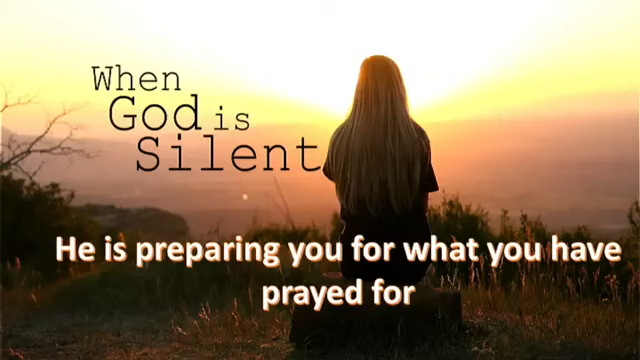 When
God is
Silent
He is preparing you for what you have
prayed for